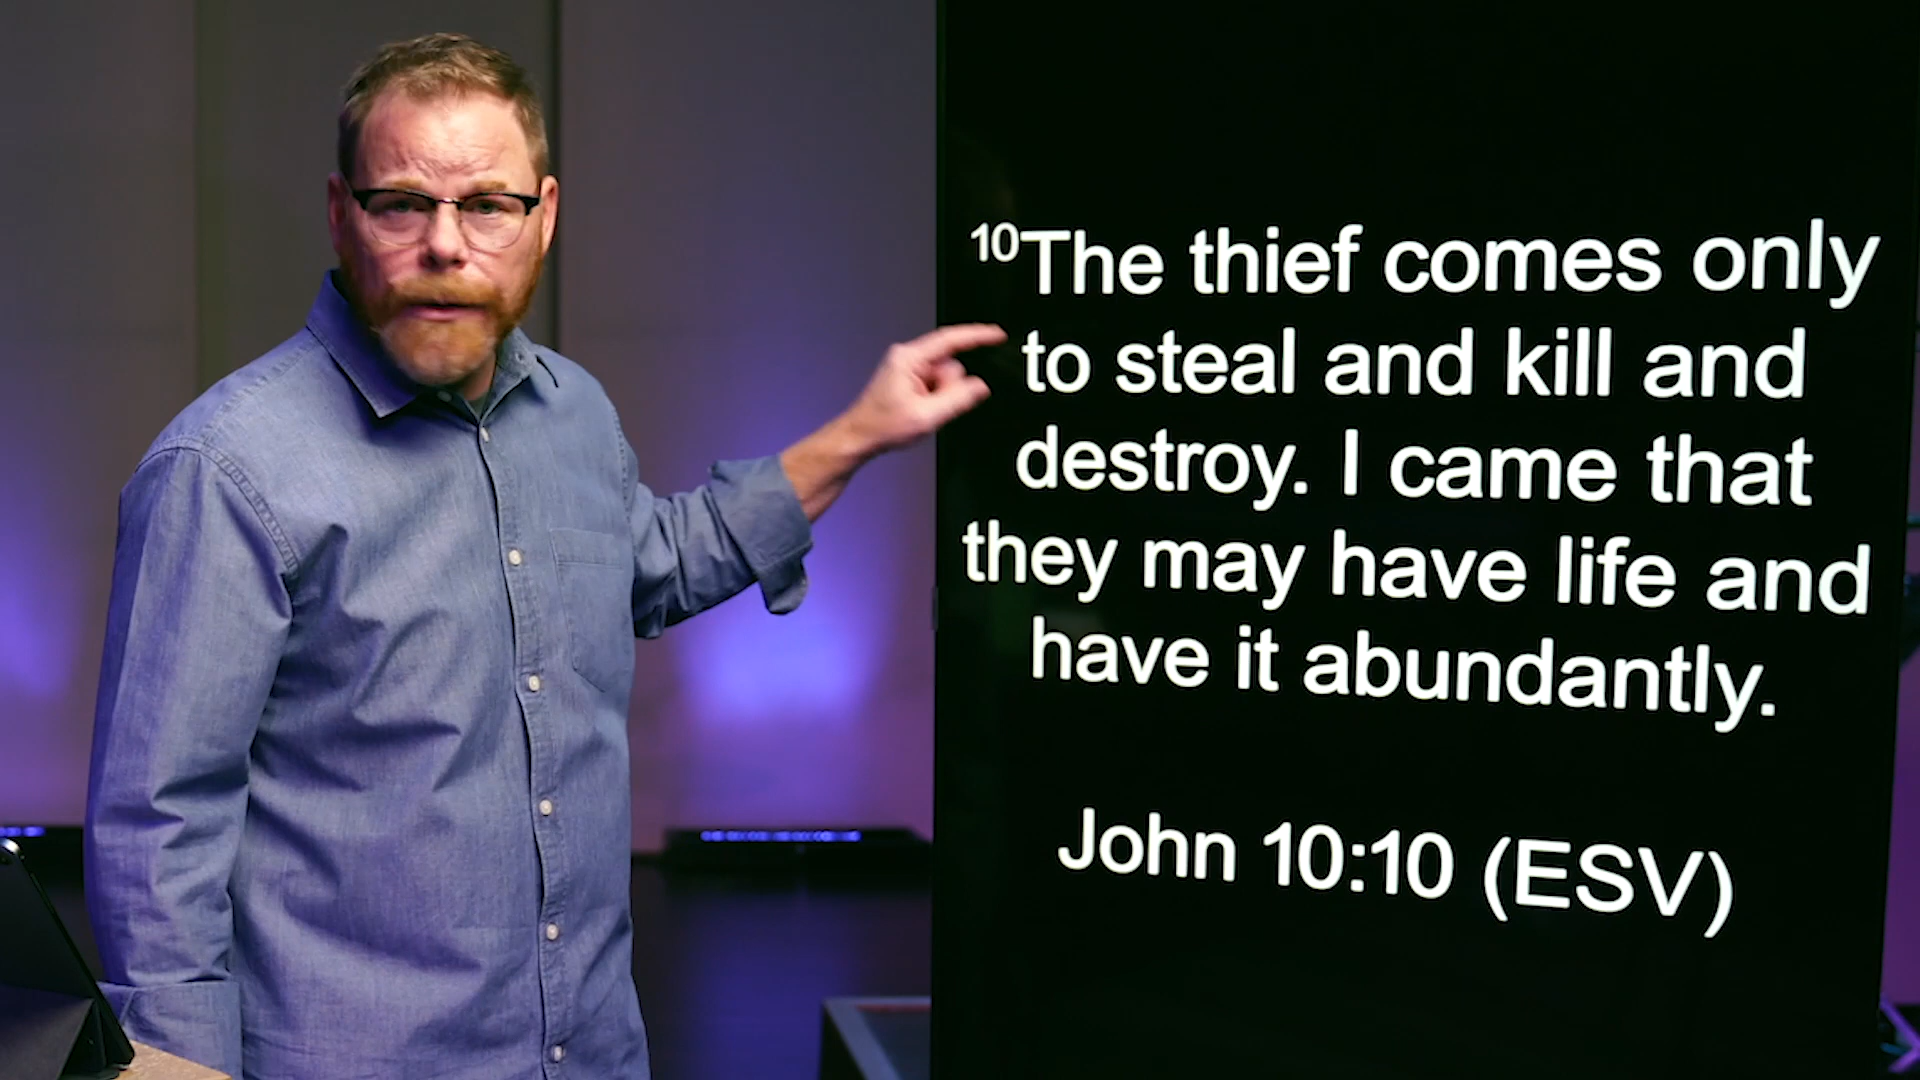 ¹⁰The thief comes only
to steal and kill and
destroy. I came that
they may have life and
have it abundantly.
John 10:10 (ESV)